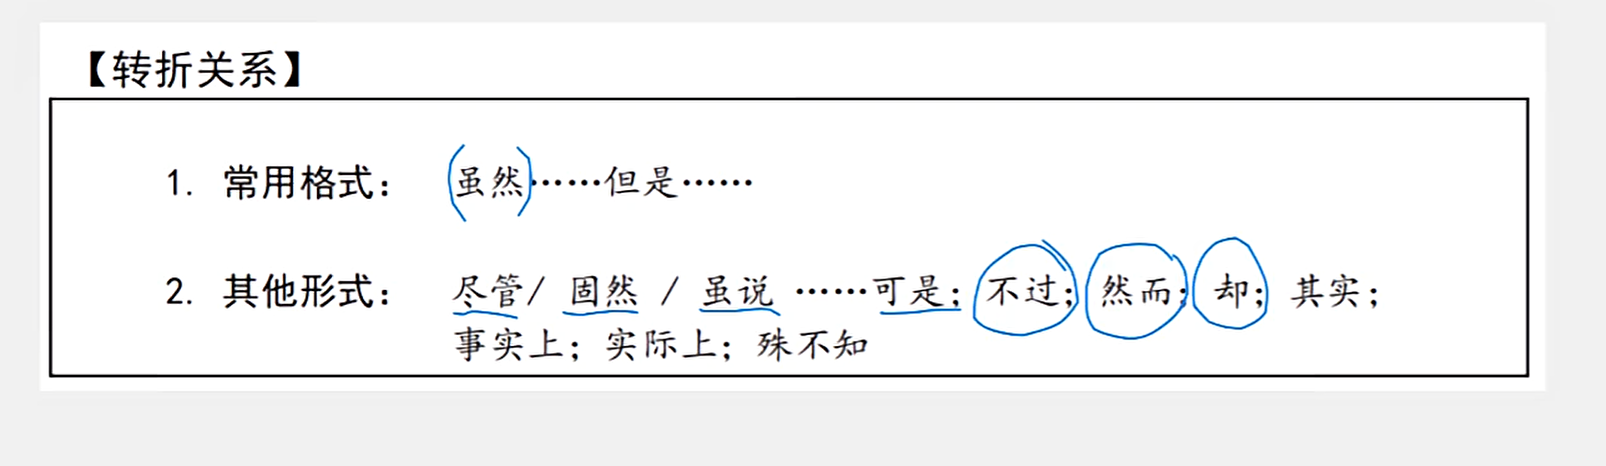 【转折关系】
1. 常用格式： 虽然……但是……
2. 其他形式： 尽管/ 固然 / 虽说 ……可是；不过；然而；却；其实；
事实上；实际上；殊不知